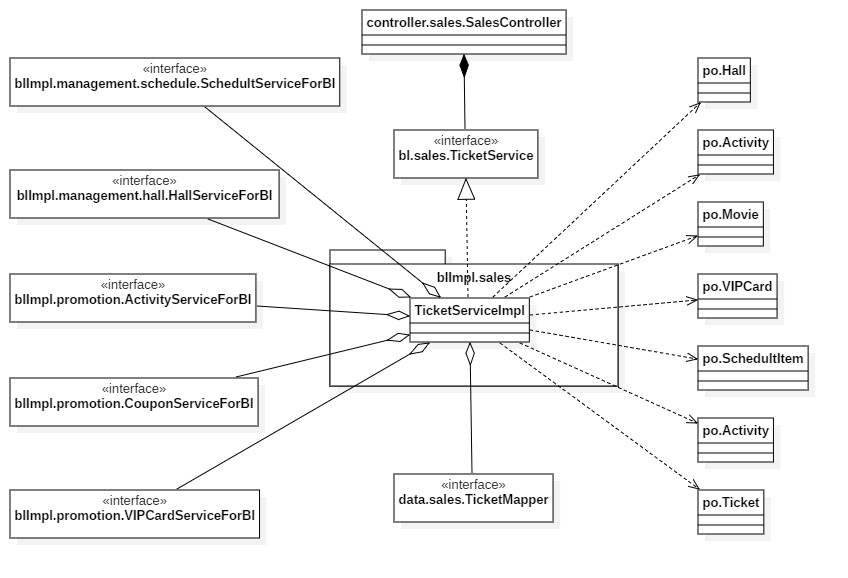 controller.sales.SalesController
«interface»
blImpl.management.schedule.SchedultServiceForBl
po.Hall
«interface»
bl.sales.TicketService
po.Activity
«interface»
blImpl.management.hall.HallServiceForBl
po.Movie
blImpl.sales
«interface»
blImpl.promotion.ActivityServiceForBl
po.VIPCard
TicketServiceImpl
po.SchedultItem
«interface»
blImpl.promotion.CouponServiceForBl
po.Activity
«interface»
data.sales.TicketMapper
«interface»
blImpl.promotion.VIPCardServiceForBl
po.Ticket